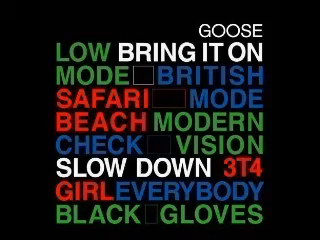 GOOSE
LOW BRING IT ON
MODE BRITISH
SAFARI MODE
BEACH MODERN
CHECK VISION
SLOW DOWN 3T4
GIRL EVERYBODY
BLACK GLOVES